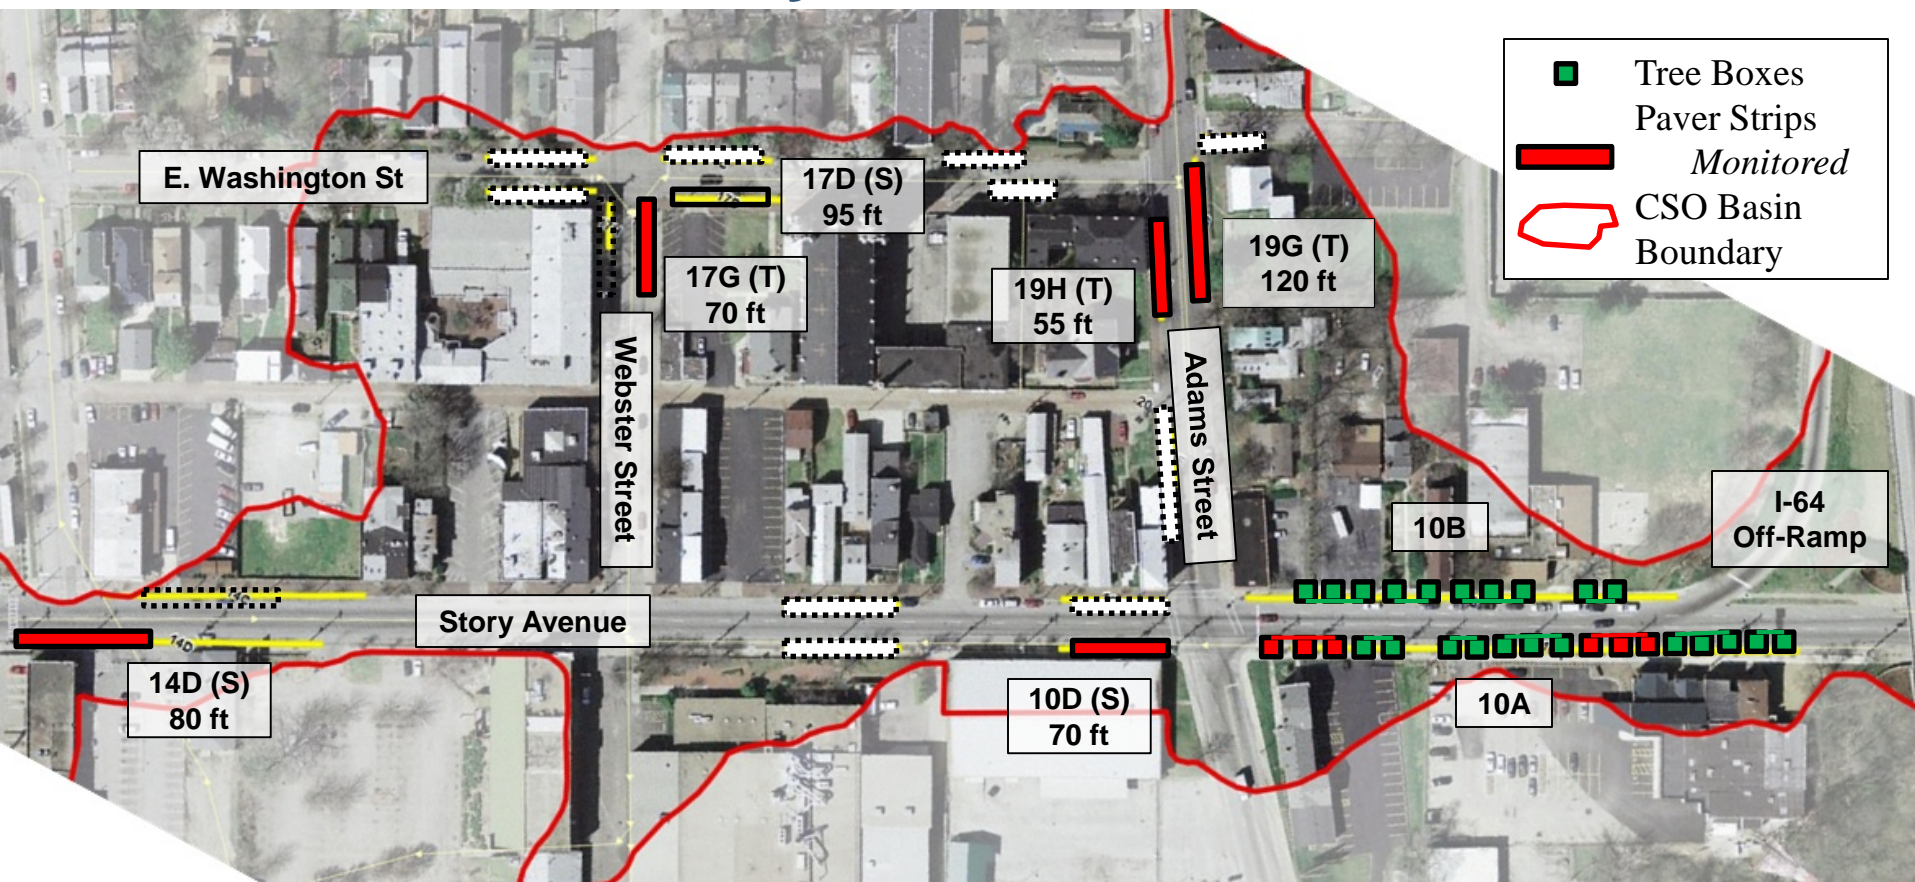 Tree Boxes
Paver Strips
Monitored
CSO Basin
Boundary
E. Washington St
17D (S)
95 ft
17G (T)
70 ft
19H (T)
55 ft
19G (T)
120 ft
Webster Street
Adams Street
10B
I-64
Off-Ramp
Story Avenue
14D
14D (S)
80 ft
10D (S)
70 ft
10A